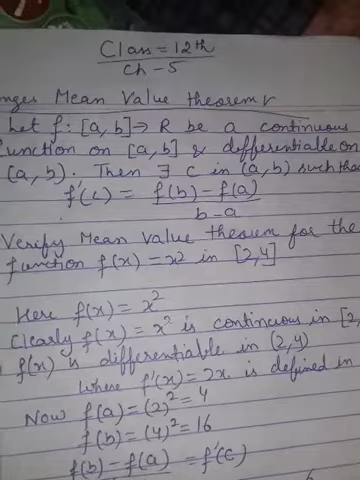 Class = 12th
Ch - 5
nges Mean Value theorem
Let f: [a, b] → R be a continuous
function on [a, b] & differentiable on
(a, b). Then ∃ c in (a, b) such tha
f'(c) = f(b) - f(a)
b - a
Verify Mean Value theorem for the
function f(x) = x² in [2, 4]
Here f(x) = x²
Clearly f(x) = x² is continuous in [2,
f(x) is differentiable in (2, 4)
where f'(x) = 2x is defined in
Now f(a) = (2)² = 4
f(b) = (4)² = 16
f(b) - f(a) = f'(c)